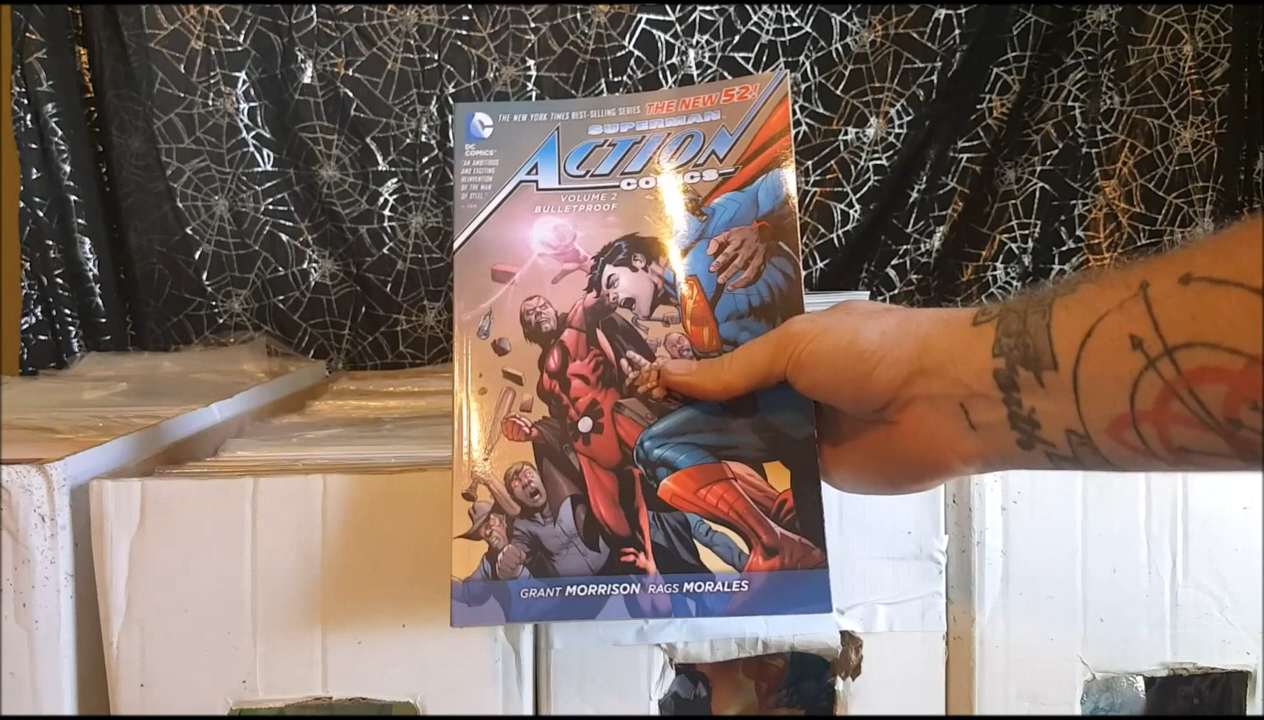 THE NEW YORK TIMES BEST-SELLING SERIES THE NEW 52!
SUPERMAN
ACTION
COMICS
DC
COMICS™
"AN AMBITIOUS
AND EXCITING
REINVENTION
OF THE MAN
OF STEEL."
VOLUME 2
BULLETPROOF
GRANT MORRISON RAGS MORALES